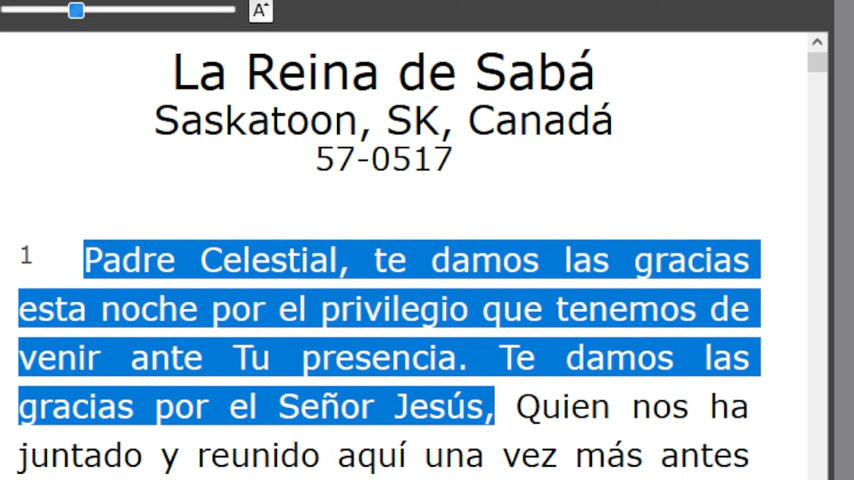 A
La Reina de Sabá
Saskatoon, SK, Canadá
57-0517
1 Padre Celestial, te damos las gracias
esta noche por el privilegio que tenemos de
venir ante Tu presencia. Te damos las
gracias por el Señor Jesús, Quien nos ha
juntado y reunido aquí una vez más antes